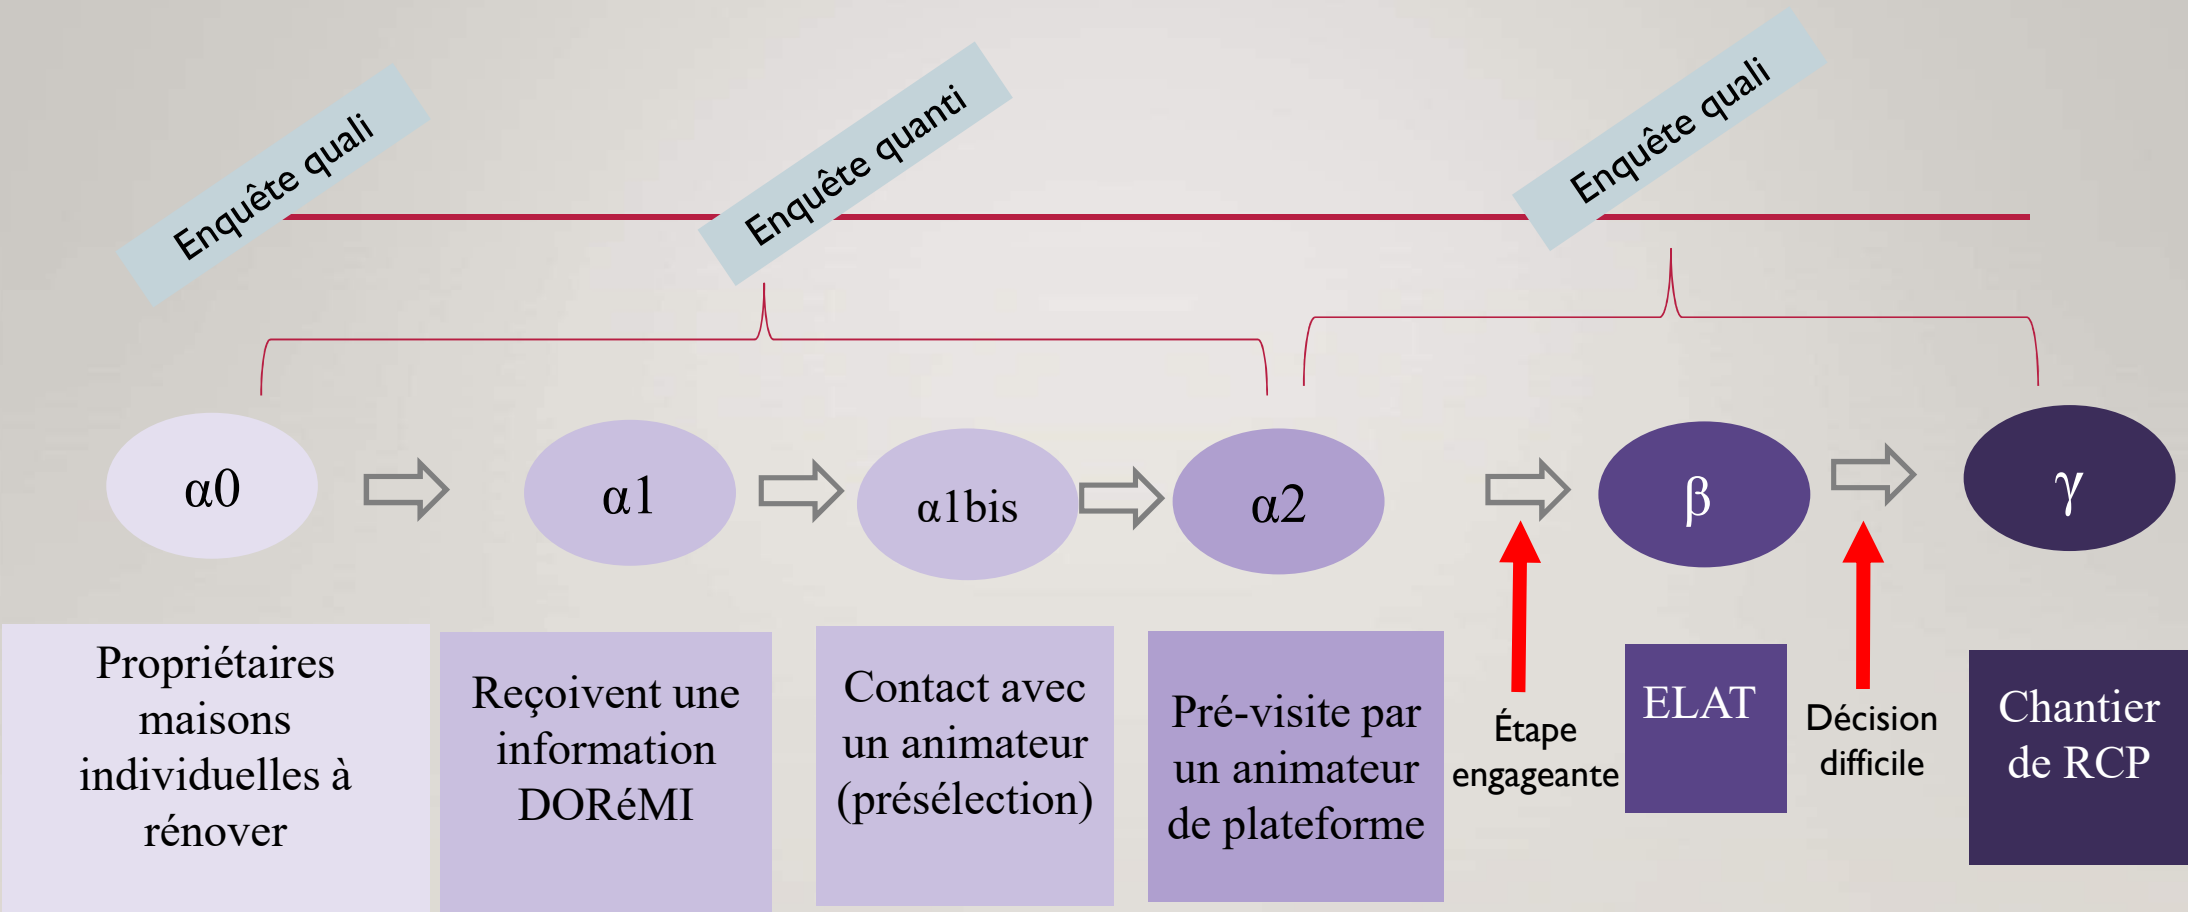 Enquête quali
Enquête quanti
Enquête quali
α0
α1
α1bis
α2
β
γ
Propriétaires
maisons
individuelles à
rénover
Reçoivent une
information
DORéMI
Contact avec
un animateur
(présélection)
Pré-visite par
un animateur
de plateforme
Étape
engageante
ELAT
Décision
difficile
Chantier
de RCP